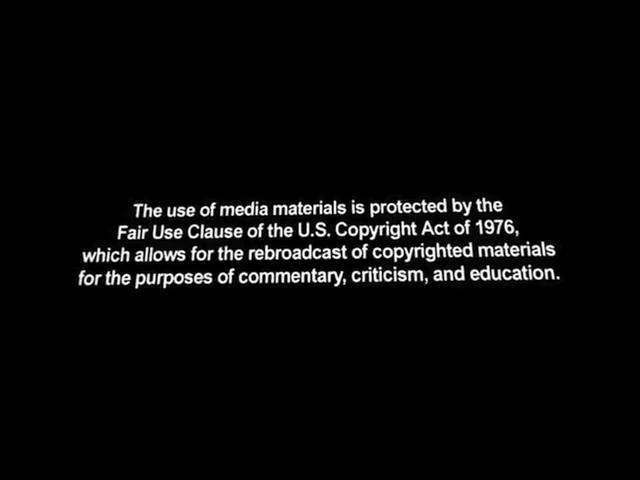 The use of media materials is protected by the
Fair Use Clause of the U.S. Copyright Act of 1976,
which allows for the rebroadcast of copyrighted materials
for the purposes of commentary, criticism, and education.